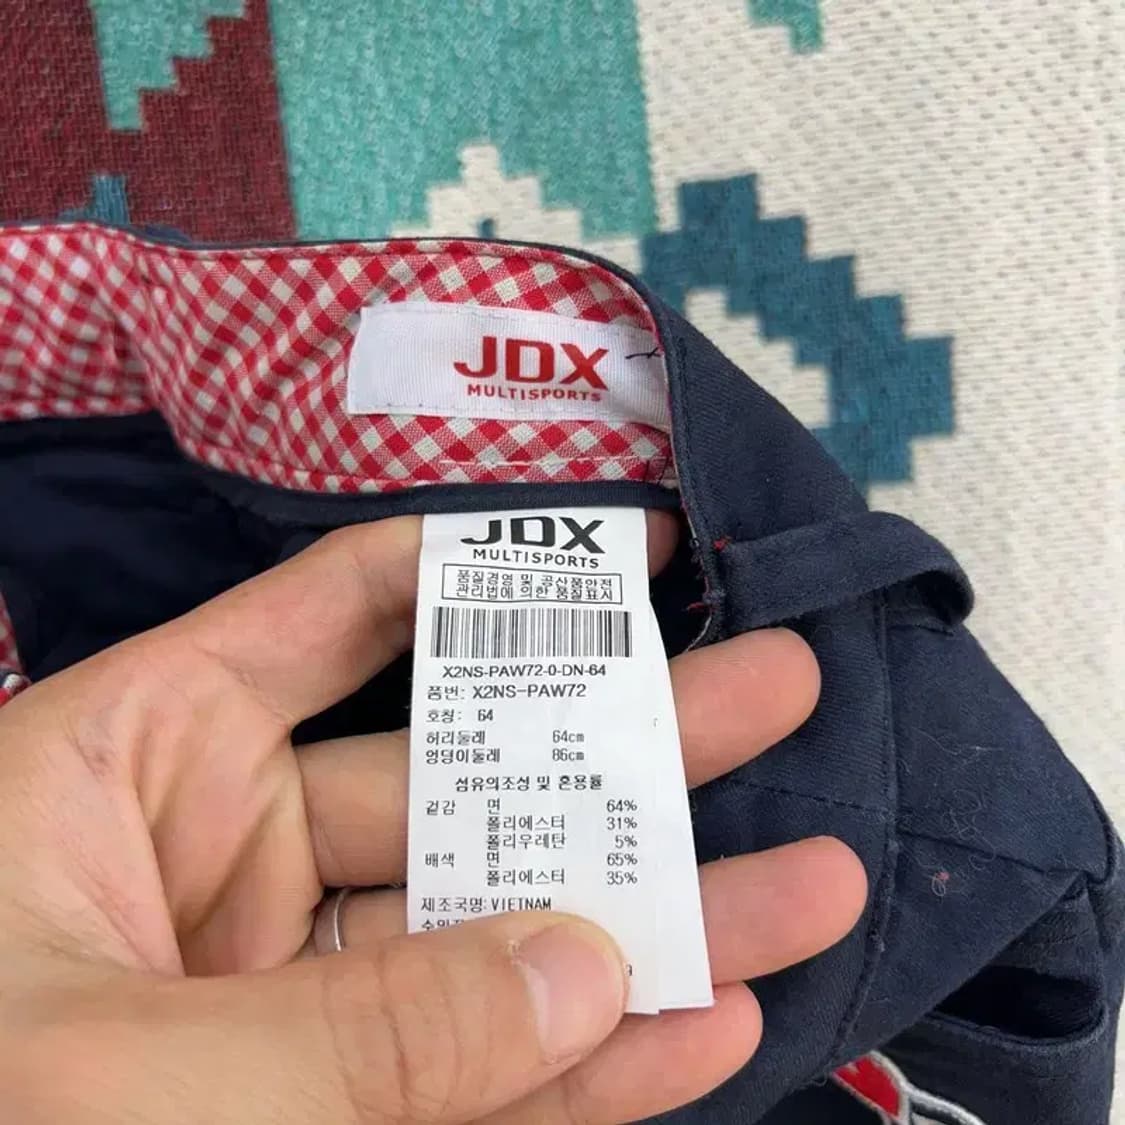 JDX
MULTISPORTS
JDX
MULTISPORTS
품질경영 및 공산품안전
관리법에 의한 품질표시
X2NS-PAW72-0-DN-64
품번: X2NS-PAW72
호칭: 64
허리둘레 64cm
엉덩이둘레 86cm
섬유의조성 및 혼용률
겉감 면 64%
폴리에스터 31%
폴리우레탄 5%
배색 면 65%
폴리에스터 35%
제조국명: VIETNAM